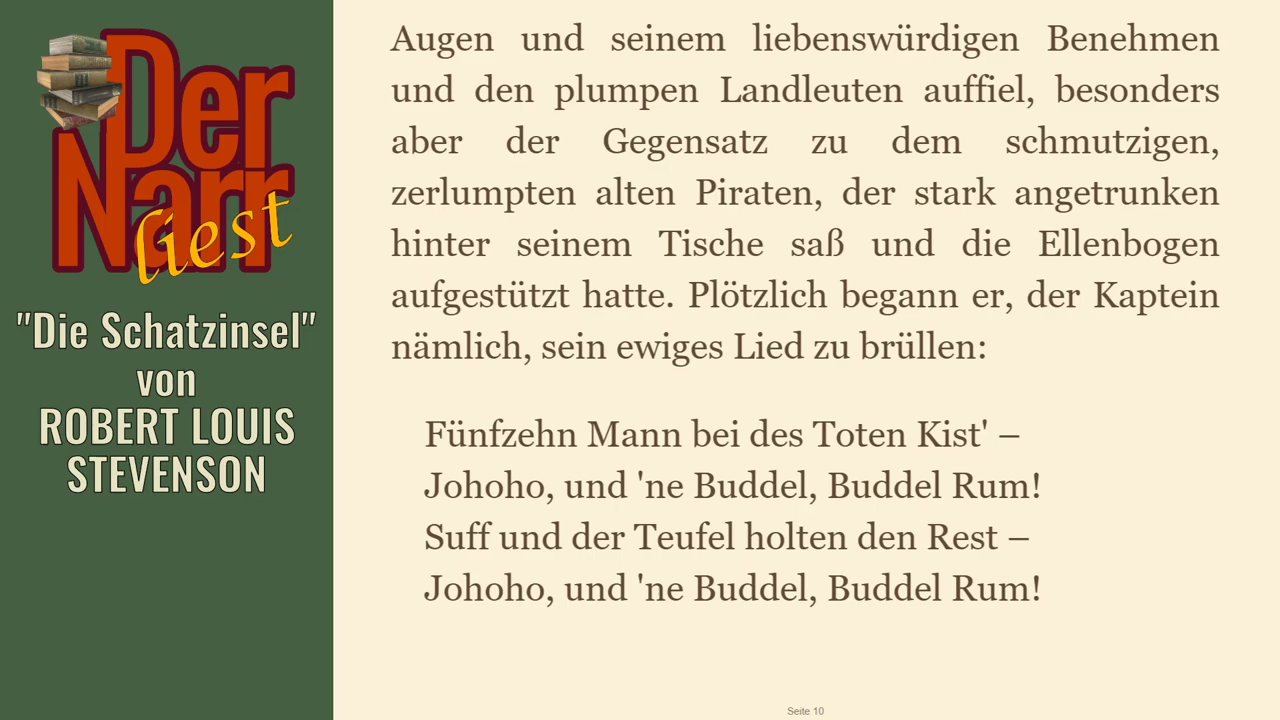 Der
Narr
liest
"Die Schatzinsel"
von
ROBERT LOUIS
STEVENSON
Augen und seinem liebenswürdigen Benehmen
und den plumpen Landleuten auffiel, besonders
aber der Gegensatz zu dem schmutzigen,
zerlumpten alten Piraten, der stark angetrunken
hinter seinem Tische saß und die Ellenbogen
aufgestützt hatte. Plötzlich begann er, der Kaptein
nämlich, sein ewiges Lied zu brüllen:
Fünfzehn Mann bei des Toten Kist' –
Johoho, und 'ne Buddel, Buddel Rum!
Suff und der Teufel holten den Rest –
Johoho, und 'ne Buddel, Buddel Rum!
Seite 10